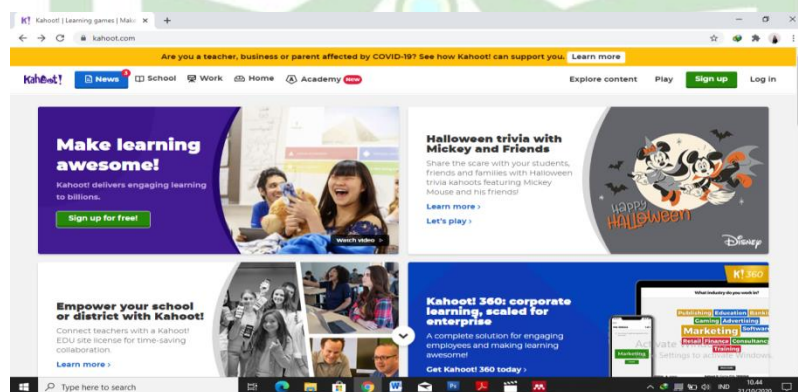 K! Kahoot! | Learning games | Make
kahoot.com
Are you a teacher, business or parent affected by COVID-19? See how Kahoot! can support you. Learn more
Kahoot! News 3 School Work Home Academy New Explore content Play Sign up Log in
Make learning
awesome!
Kahoot! delivers engaging learning
to billions.
Sign up for free!
Watch video
Halloween trivia with
Mickey and Friends
Share the scare with your students,
friends and families with Halloween
trivia kahoots featuring Mickey
Mouse and his friends!
Learn more ›
Let's play ›
HAPPY
HALLOWEEN
Disney
Empower your school
or district with Kahoot!
Connect teachers with a Kahoot!
EDU site license for time-saving
collaboration.
Learn more ›
Kahoot! 360: corporate
learning, scaled for
enterprise
A complete solution for engaging
employees and making learning
awesome!
Get Kahoot! 360 today ›
K! 360
What industry do you work in?
Publishing Education
Gaming Advertising
Marketing Software
Retail Finance Consultancy
Training
Marketing
Activate Windows
Settings to activate Windows.
Type here to search
IND
10.44
31/10/2020